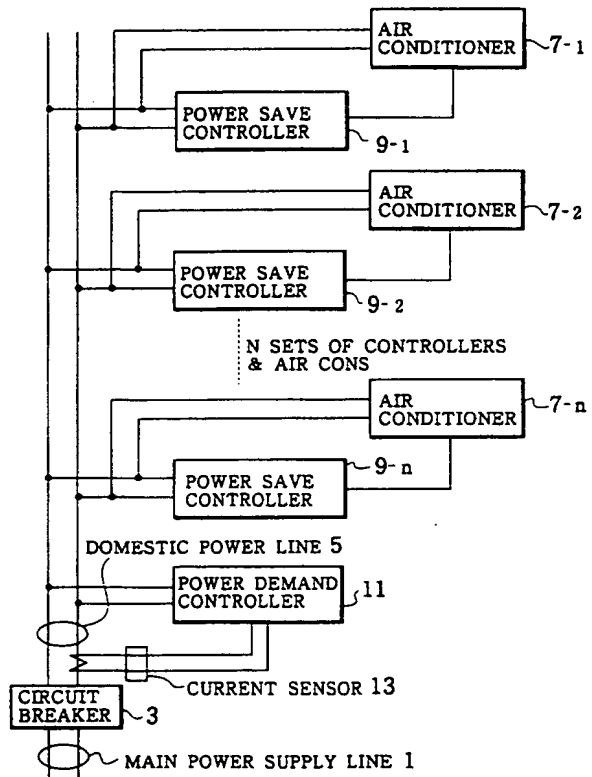 AIR
CONDITIONER
7-1
POWER SAVE
CONTROLLER
9-1
AIR
CONDITIONER
7-2
POWER SAVE
CONTROLLER
9-2
N SETS OF CONTROLLERS
& AIR CONS
AIR
CONDITIONER
7-n
9-n
POWER SAVE
CONTROLLER
DOMESTIC POWER LINE 5
POWER DEMAND
CONTROLLER
11
CURRENT SENSOR 13
CIRCUIT
BREAKER
3
MAIN POWER SUPPLY LINE 1